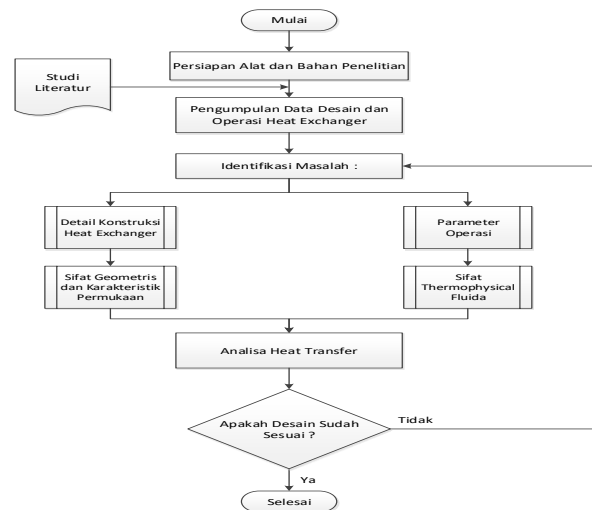 Mulai
Persiapan Alat dan Bahan Penelitian
Studi
Literatur
Pengumpulan Data Desain dan
Operasi Heat Exchanger
Identifikasi Masalah :
Detail Konstruksi
Heat Exchanger
Parameter
Operasi
Sifat Geometris
dan Karakteristik
Permukaan
Sifat
Thermophysical
Fluida
Analisa Heat Transfer
Apakah Desain Sudah
Sesuai ?
Tidak
Ya
Selesai